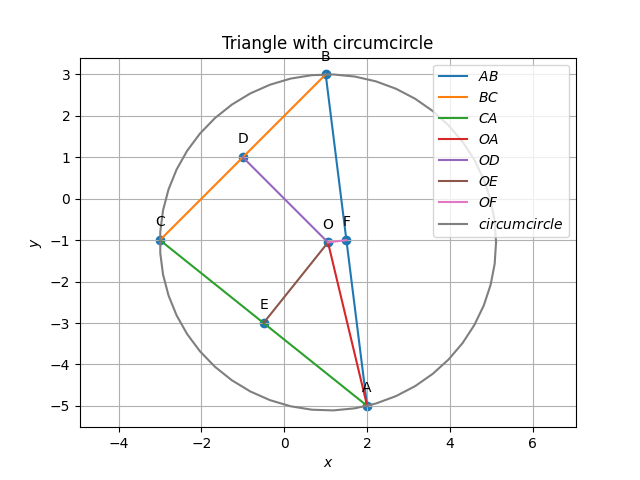 Triangle with circumcircle
B
AB
BC
CA
OA
OD
OE
OF
circumcircle
D
C
O
F
E
A
3
2
1
0
−1
−2
−3
−4
−5
y
−4
−2
0
2
4
6
x